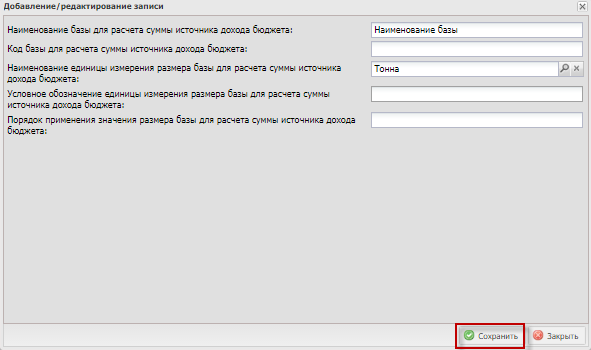 Добавление/редактирование записи
Наименование базы для расчета суммы источника дохода бюджета: Наименование базы
Код базы для расчета суммы источника дохода бюджета:
Наименование единицы измерения размера базы для расчета суммы источника Тонна
дохода бюджета:
Условное обозначение единицы измерения размера базы для расчета суммы
источника дохода бюджета:
Порядок применения значения размера базы для расчета суммы источника дохода
бюджета:
Сохранить Закрыть